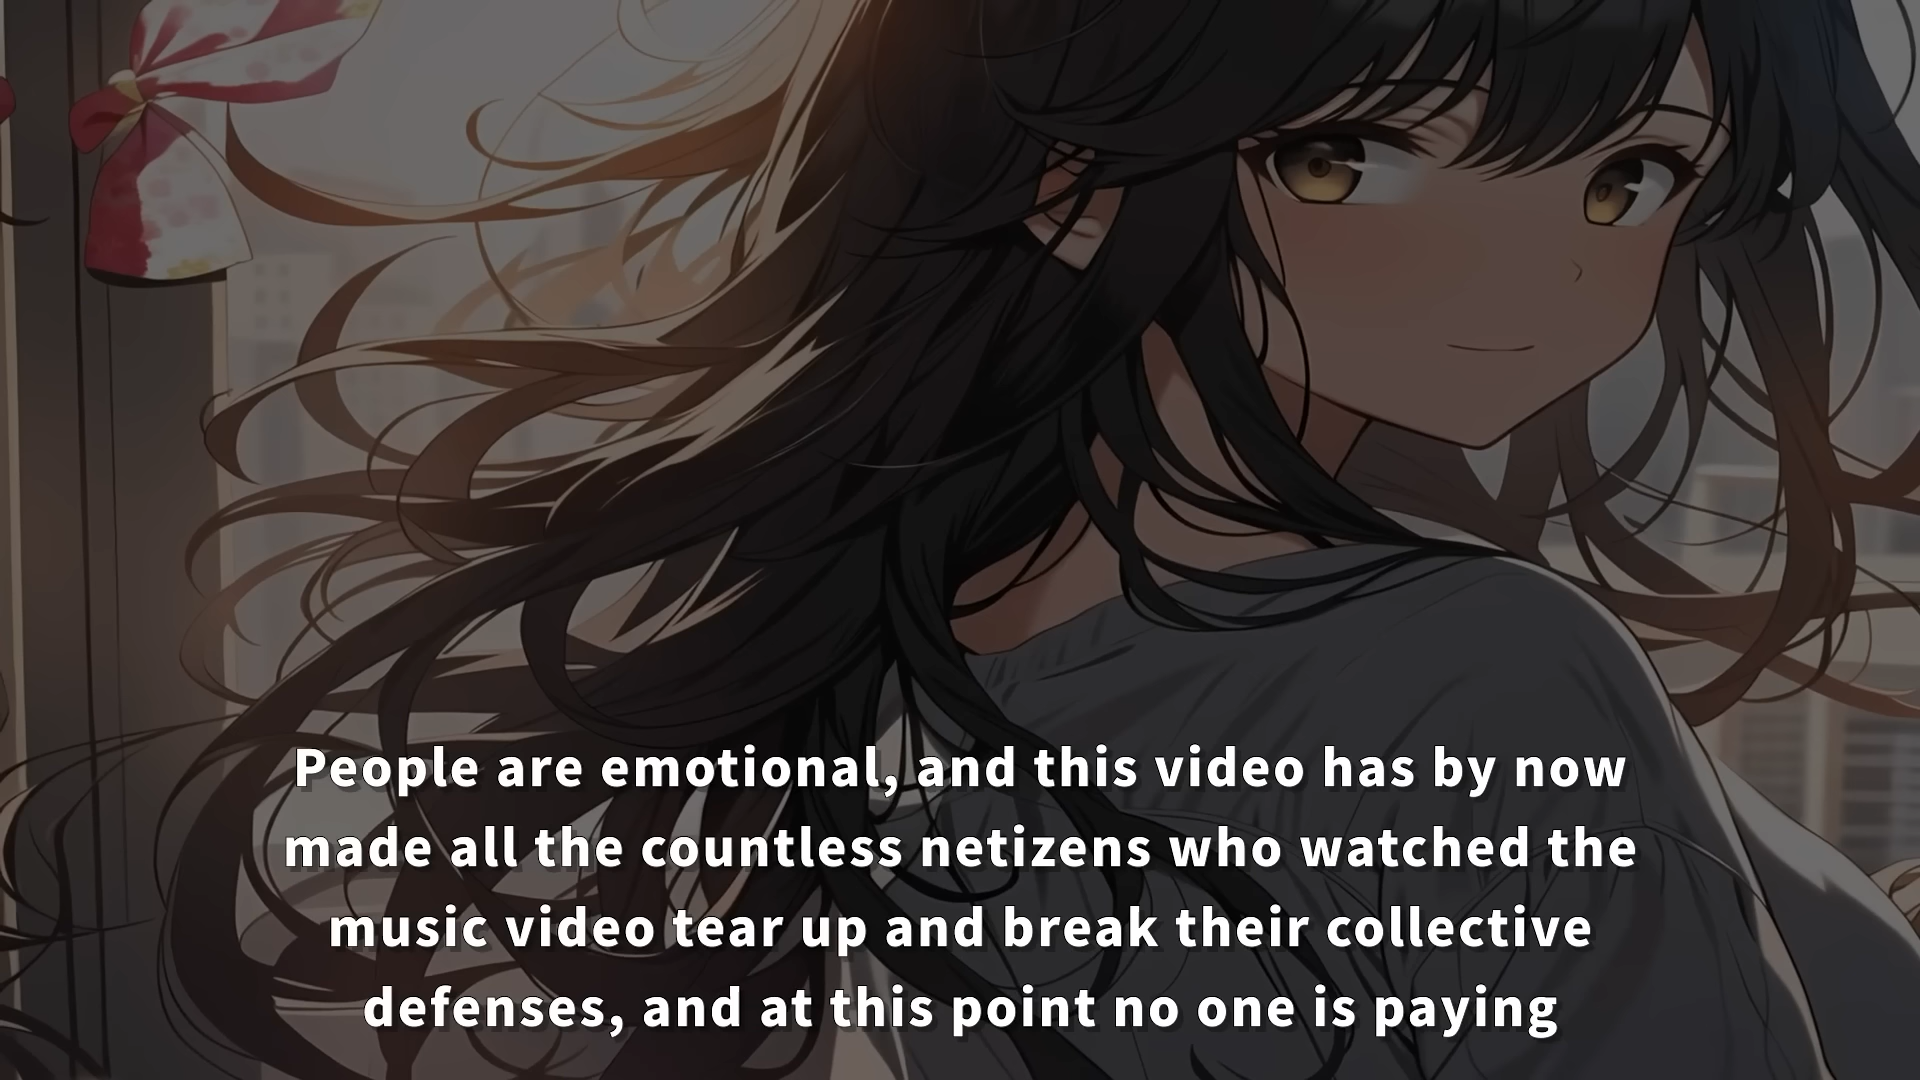 People are emotional, and this video has by now
made all the countless netizens who watched the
music video tear up and break their collective
defenses, and at this point no one is paying